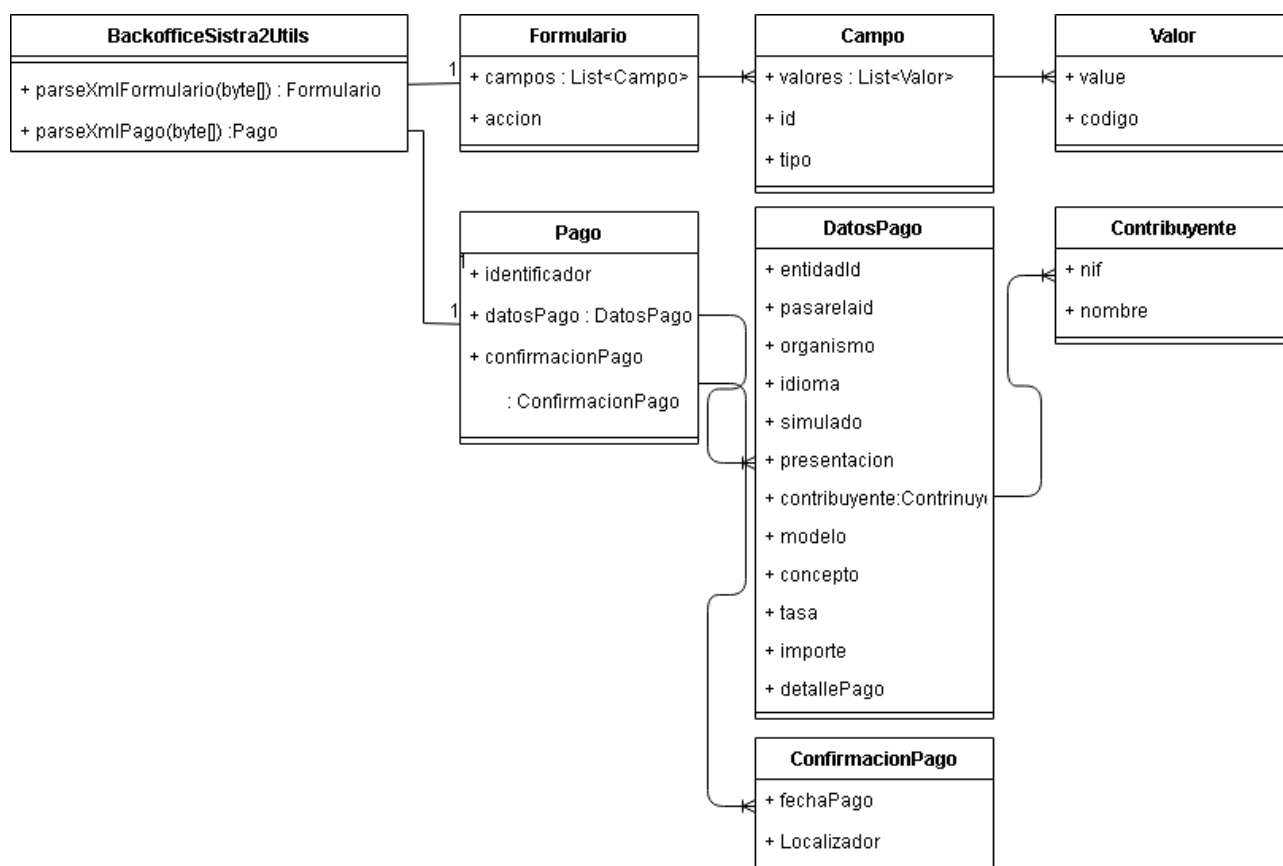 BackofficeSistra2Utils
+ parseXmlFormulario(byte[]) : Formulario
+ parseXmlPago(byte[]) :Pago
1
1
Formulario
+ campos : List<Campo>
+ accion
Campo
+ valores : List<Valor>
+ id
+ tipo
Valor
+ value
+ codigo
Pago
1
+ identificador
+ datosPago : DatosPago
+ confirmacionPago
: ConfirmacionPago
DatosPago
+ entidadId
+ pasarelaid
+ organismo
+ idioma
+ simulado
+ presentacion
+ contribuyente:Contrinuy
+ modelo
+ concepto
+ tasa
+ importe
+ detallePago
Contribuyente
+ nif
+ nombre
ConfirmacionPago
+ fechaPago
+ Localizador